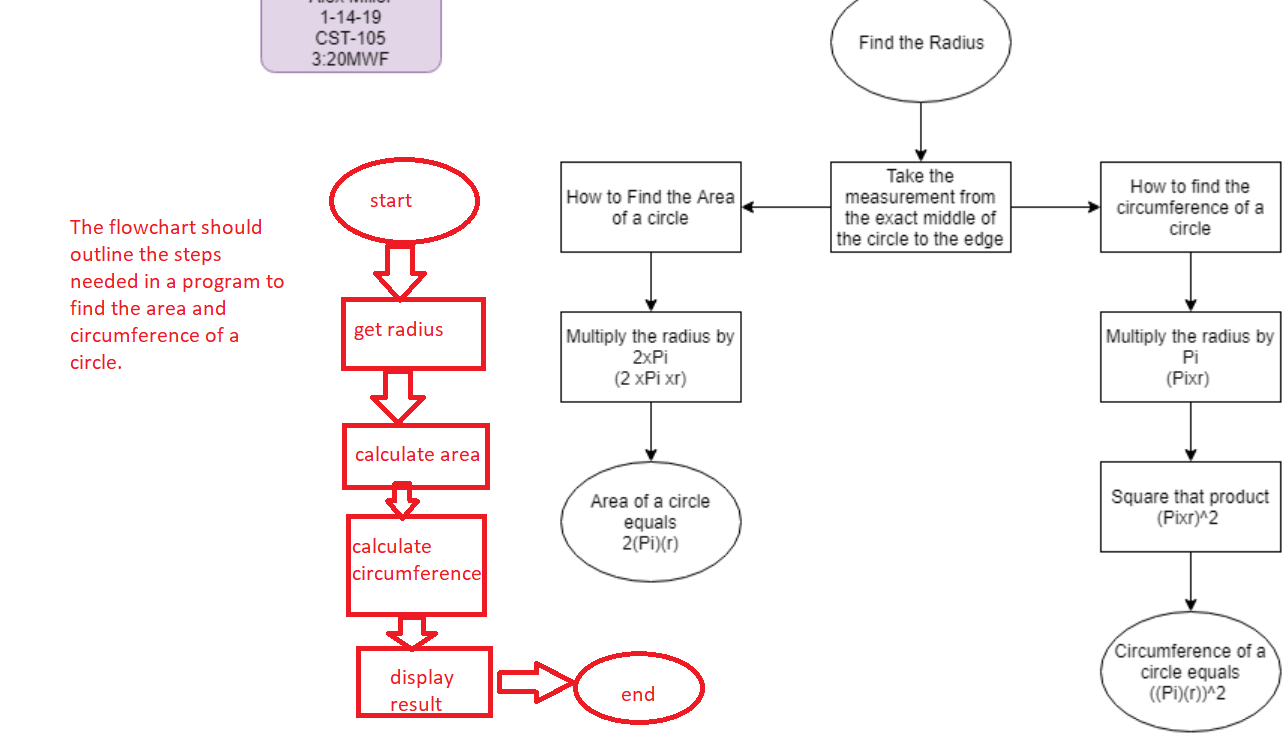 Alex Miller
1-14-19
CST-105
3:20MWF
Find the Radius
The flowchart should
outline the steps
needed in a program to
find the area and
circumference of a
circle.
start
get radius
calculate area
calculate
circumference
display
result
end
How to Find the Area
of a circle
Multiply the radius by
2xPi
(2 xPi xr)
Area of a circle
equals
2(Pi)(r)
Take the
measurement from
the exact middle of
the circle to the edge
How to find the
circumference of a
circle
Multiply the radius by
Pi
(Pixr)
Square that product
(Pixr)^2
Circumference of a
circle equals
((Pi)(r))^2